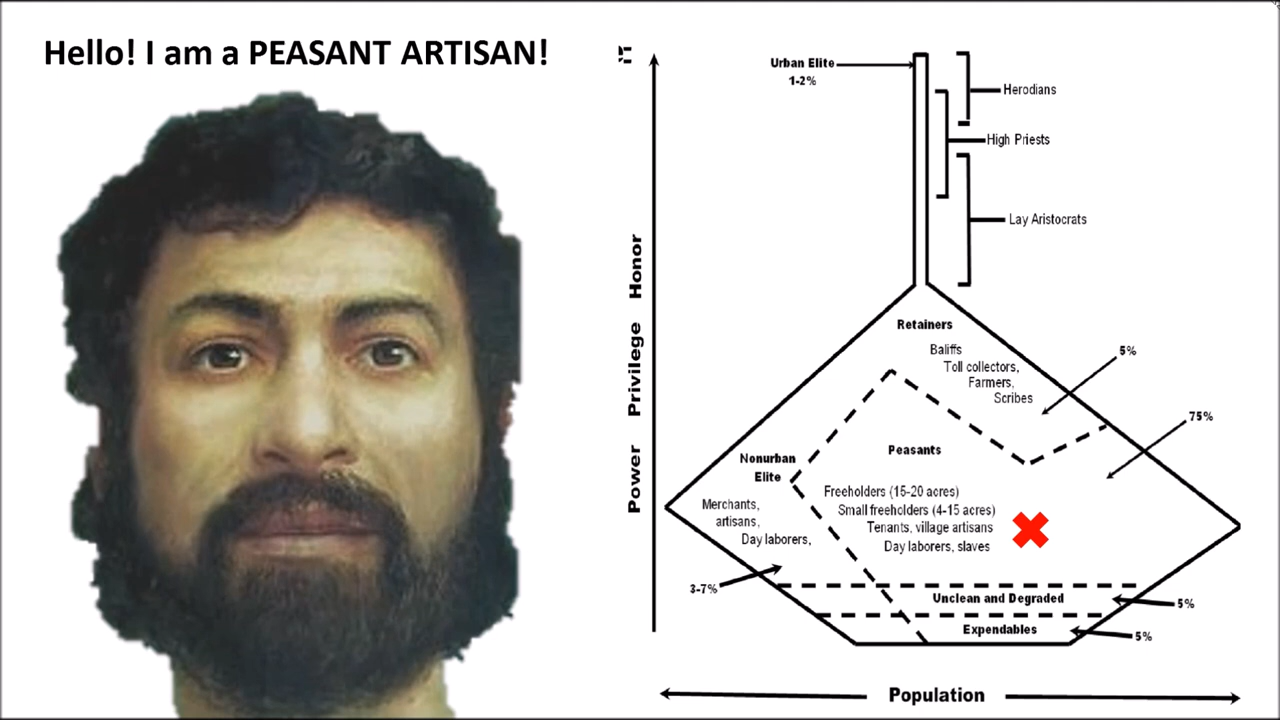 Hello! I am a PEASANT ARTISAN!
Urban Elite
1-2%
Herodians
High Priests
Lay Aristocrats
Power Privilege Honor
Retainers
Baliffs
Toll collectors,
Farmers,
Scribes
5%
75%
Nonurban
Elite
Merchants,
artisans,
Day laborers,
3-7%
Peasants
Freeholders (15-20 acres)
Small freeholders (4-15 acres)
Tenants, village artisans
Day laborers, slaves
Unclean and Degraded
5%
Expendables
5%
Population